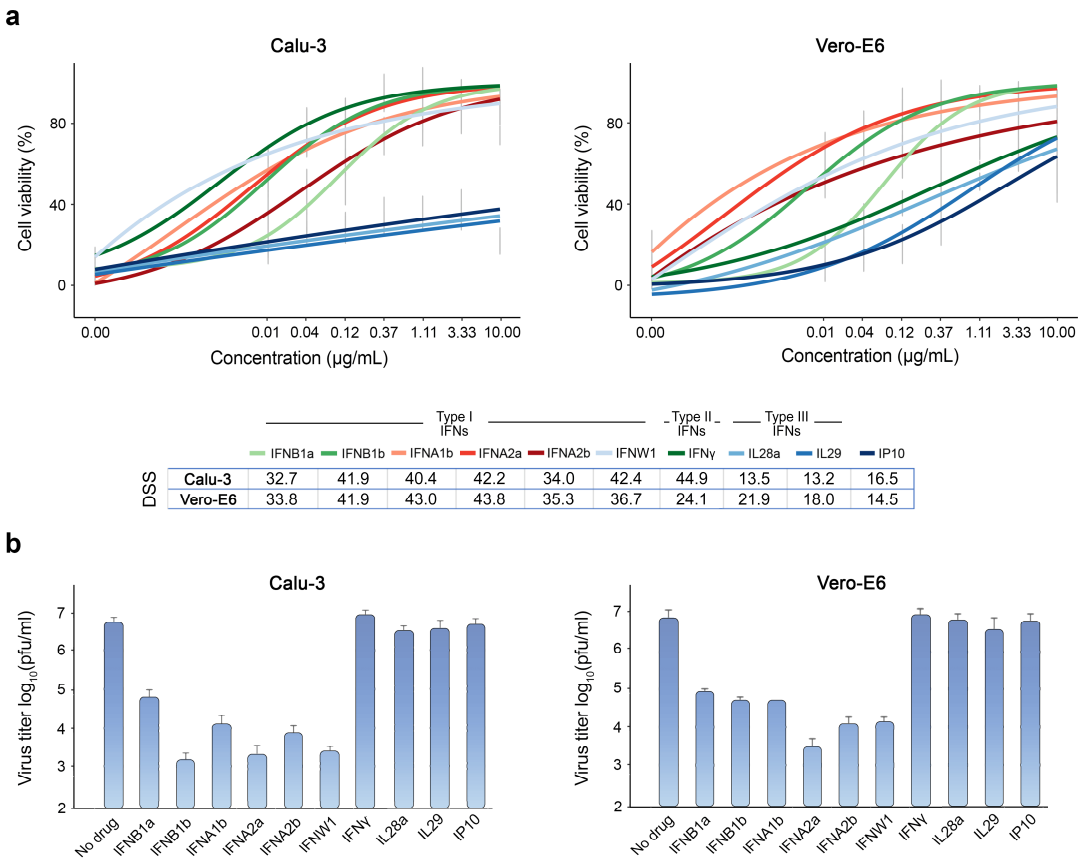 a
Calu-3
Vero-E6
Cell viability (%)
80
40
0
0.00 0.01 0.04 0.12 0.37 1.11 3.33 10.00
Concentration (µg/mL)
Cell viability (%)
80
40
0
0.00 0.01 0.04 0.12 0.37 1.11 3.33 10.00
Concentration (µg/mL)
Type I IFNs
Type II IFNs
Type III IFNs
IFNB1a IFNB1b IFNA1b IFNA2a IFNA2b IFNW1 IFNγ IL28a IL29 IP10
DSS
Calu-3 32.7 41.9 40.4 42.2 34.0 42.4 44.9 13.5 13.2 16.5
Vero-E6 33.8 41.9 43.0 43.8 35.3 36.7 24.1 21.9 18.0 14.5
b
Calu-3
Vero-E6
Virus titer log10(pfu/ml)
7
6
5
4
3
2
No drug IFNB1a IFNB1b IFNA1b IFNA2a IFNA2b IFNW1 IFNγ IL28a IL29 IP10
Virus titer log10(pfu/ml)
7
6
5
4
3
2
No drug IFNB1a IFNB1b IFNA1b IFNA2a IFNA2b IFNW1 IFNγ IL28a IL29 IP10